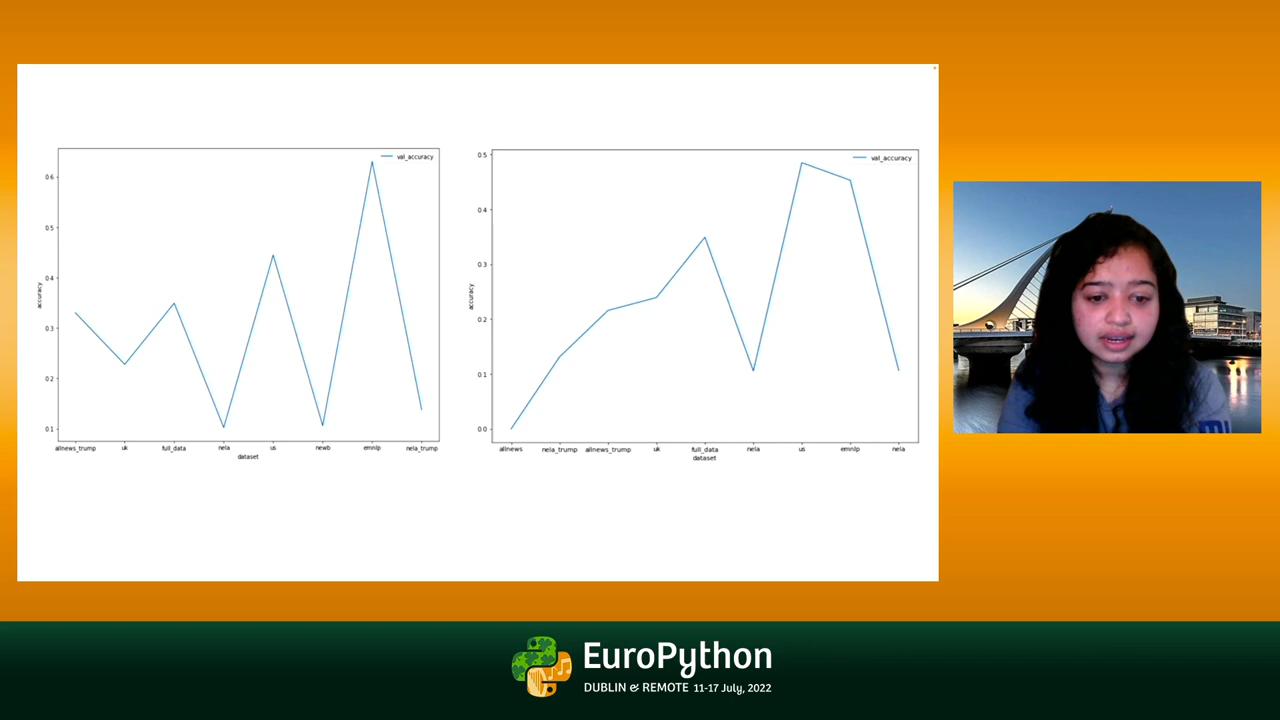 val_accuracy
0.6
0.5
0.4
0.3
0.2
0.1
accuracy
allnews_trump uk full_data nela us newb emnlp nela_trump
dataset
val_accuracy
0.5
0.4
0.3
0.2
0.1
0.0
accuracy
allnews nela_trump allnews_trump uk full_data nela us emnlp nela
dataset
EuroPython
DUBLIN & REMOTE 11-17 July, 2022